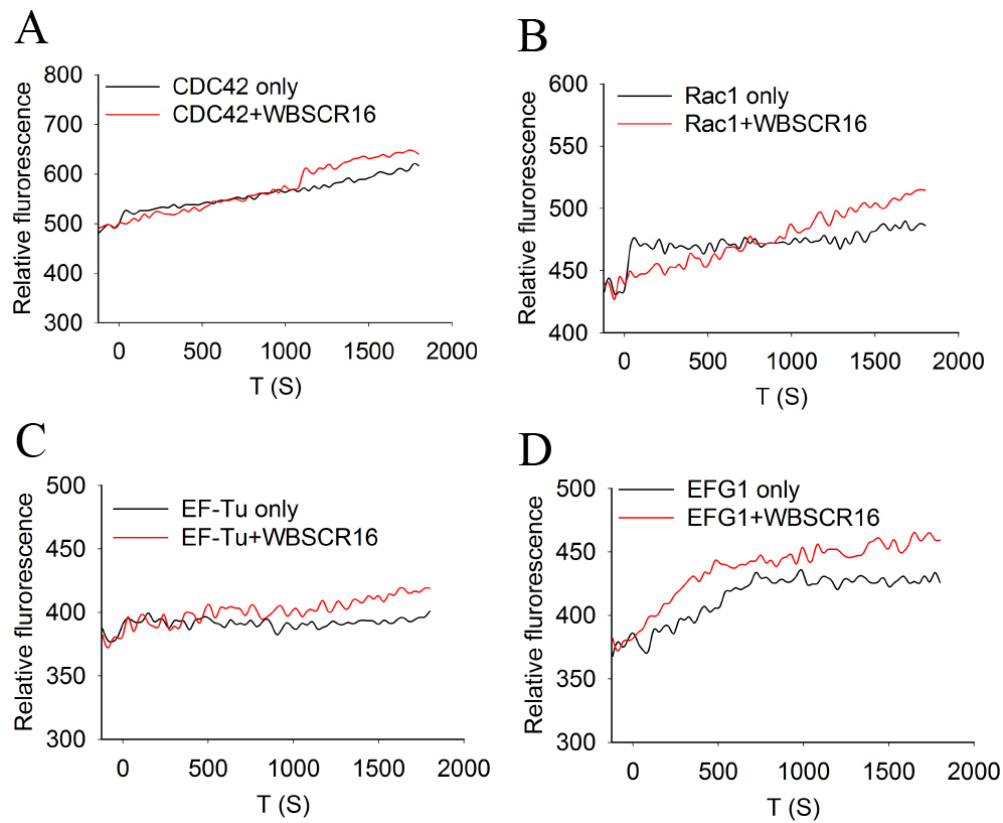 A
800
700
600
500
400
300
Relative flurorescence
CDC42 only
CDC42+WBSCR16
0 500 1000 1500 2000
T (S)
B
600
550
500
450
400
Relative flurorescence
Rac1 only
Rac1+WBSCR16
0 500 1000 1500 2000
T (S)
C
500
450
400
350
300
Relative flurorescence
EF-Tu only
EF-Tu+WBSCR16
0 500 1000 1500 2000
T (S)
D
500
450
400
350
300
Relative flurorescence
EFG1 only
EFG1+WBSCR16
0 500 1000 1500 2000
T (S)